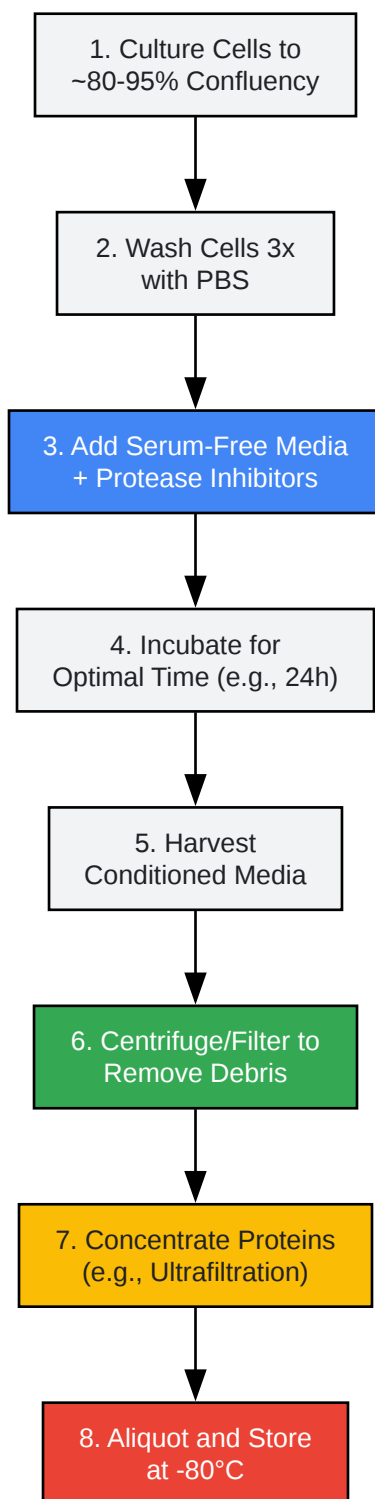 1. Culture Cells to
~80-95% Confluency
2. Wash Cells 3x
with PBS
3. Add Serum-Free Media
+ Protease Inhibitors
4. Incubate for
Optimal Time (e.g., 24h)
5. Harvest
Conditioned Media
6. Centrifuge/Filter to
Remove Debris
7. Concentrate Proteins
(e.g., Ultrafiltration)
8. Aliquot and Store
at -80°C